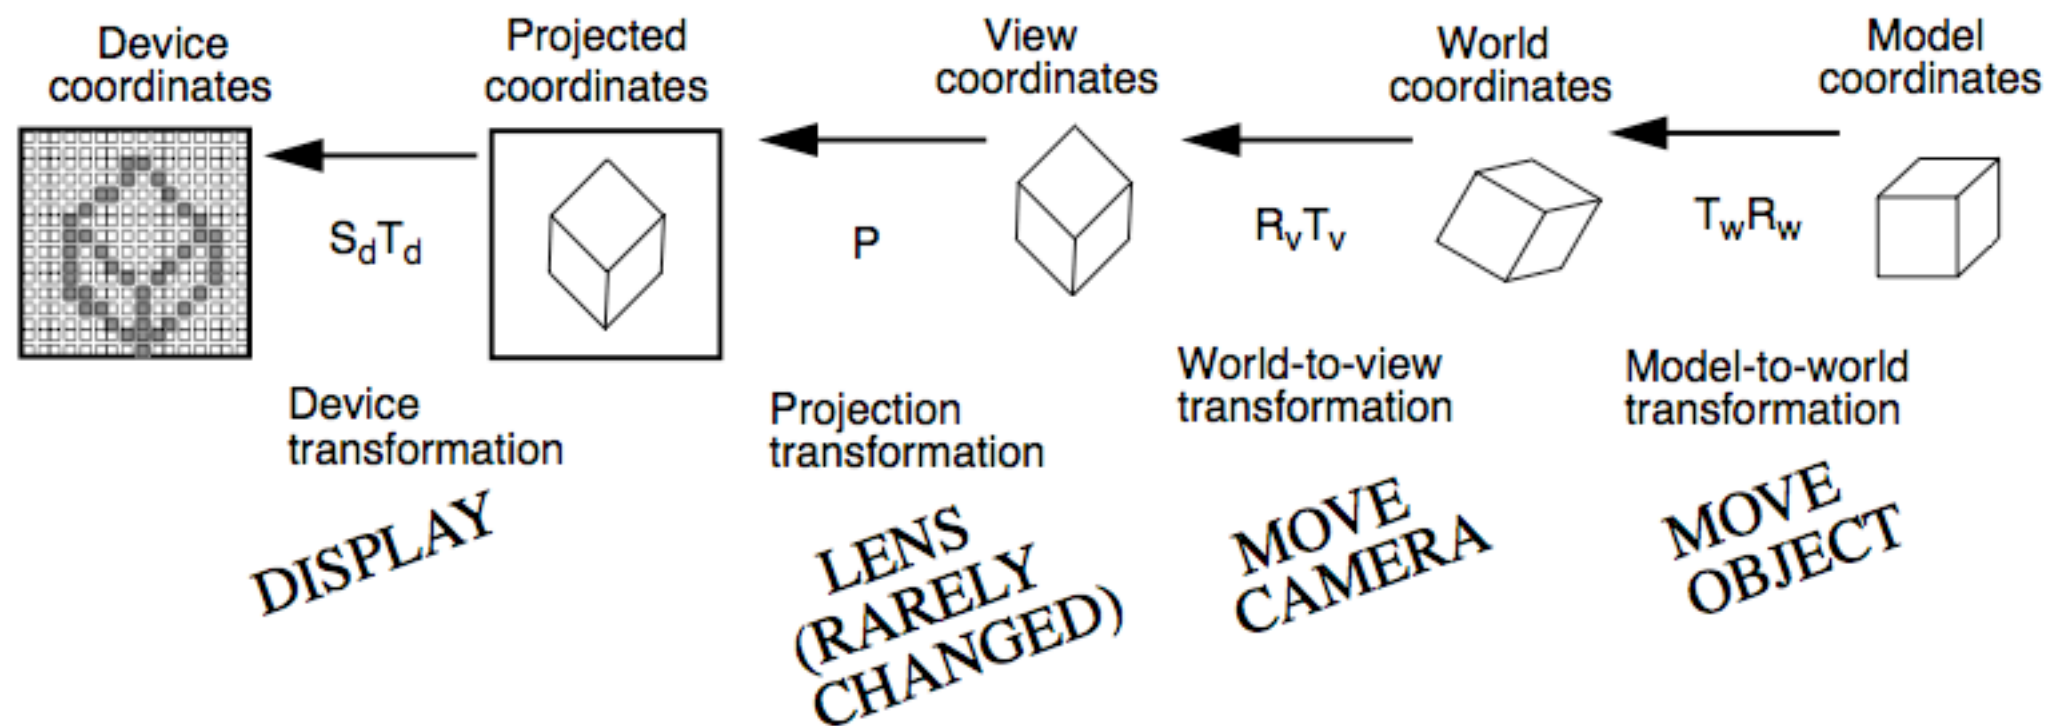 Device
coordinates
Projected
coordinates
View
coordinates
World
coordinates
Model
coordinates
SdTd
P
RvTv
TwRw
Device
transformation
Projection
transformation
World-to-view
transformation
Model-to-world
transformation
DISPLAY
LENS
(RARELY
CHANGED)
MOVE
CAMERA
MOVE
OBJECT